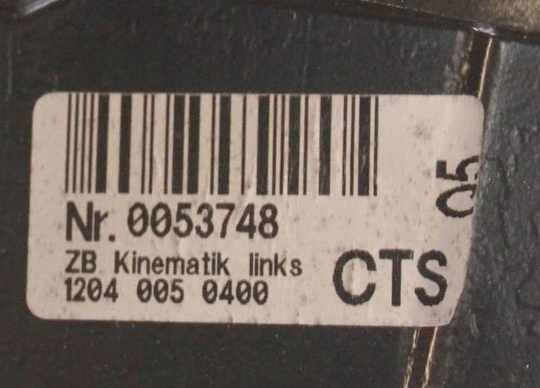 Nr. 0053748
ZB Kinematik links
1204 005 0400
CTS
05